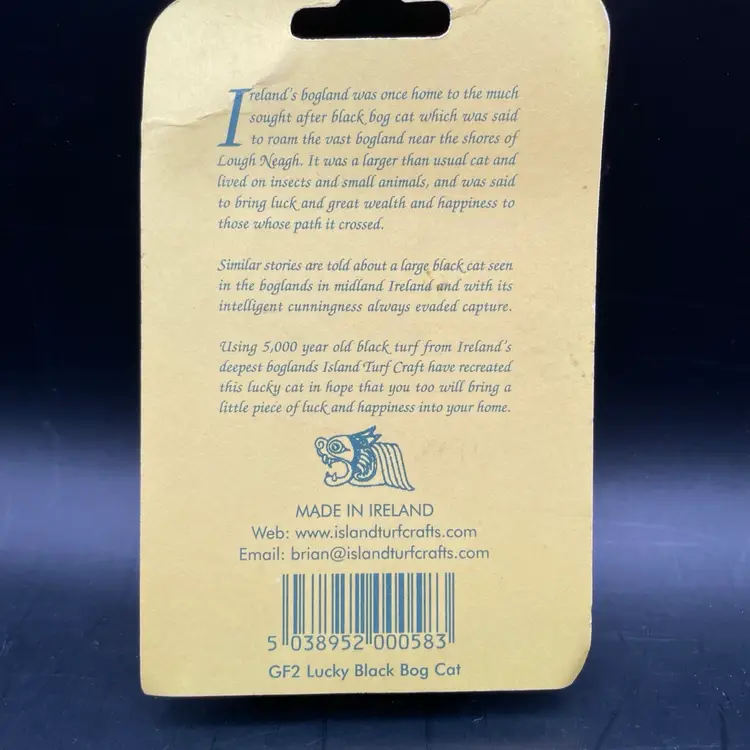 Ireland's bogland was once home to the much
sought after black bog cat which was said
to roam the vast bogland near the shores of
Lough Neagh. It was a larger than usual cat and
lived on insects and small animals, and was said
to bring luck and great wealth and happiness to
those whose path it crossed.
Similar stories are told about a large black cat seen
in the boglands in midland Ireland and with its
intelligent cunningness always evaded capture.
Using 5,000 year old black turf from Ireland's
deepest boglands Island Turf Craft have recreated
this lucky cat in hope that you too will bring a
little piece of luck and happiness into your home.
MADE IN IRELAND
Web: www.islandturfcrafts.com
Email: brian@islandturfcrafts.com
5 038952 000583
GF2 Lucky Black Bog Cat